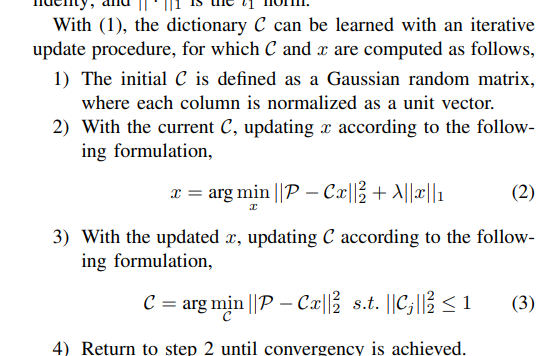 With (1), the dictionary 𝒞 can be learned with an iterative
update procedure, for which 𝒞 and x are computed as follows,
1) The initial 𝒞 is defined as a Gaussian random matrix,
where each column is normalized as a unit vector.
2) With the current 𝒞, updating x according to the follow-
ing formulation,
x = arg min_x ||𝒫 − 𝒞x||₂² + λ||x||₁ (2)
3) With the updated x, updating 𝒞 according to the follow-
ing formulation,
𝒞 = arg min_𝒞 ||𝒫 − 𝒞x||₂² s.t. ||𝒞ⱼ||₂² ≤ 1 (3)
4) Return to step 2 until convergency is achieved.